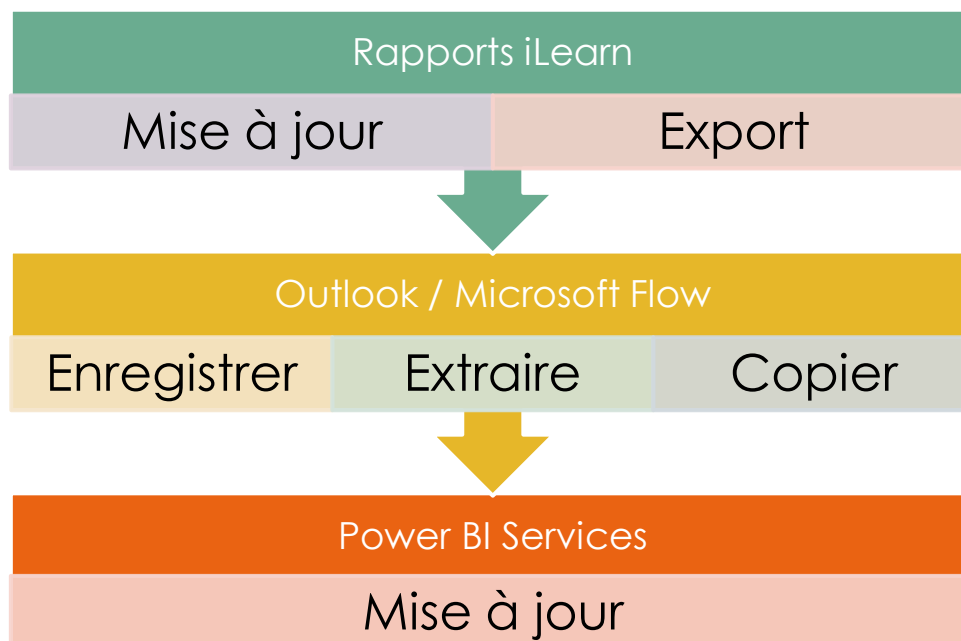 Rapports iLearn
Mise à jour Export
Outlook / Microsoft Flow
Enregistrer Extraire Copier
Power BI Services
Mise à jour